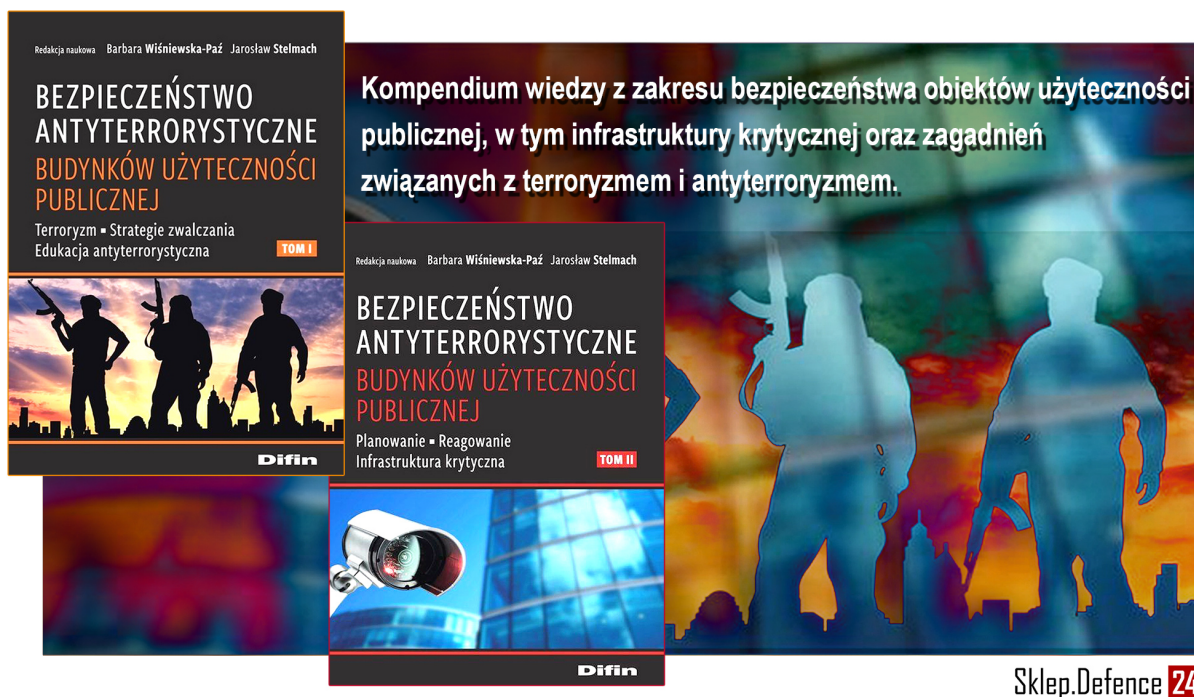 Redakcja naukowa Barbara Wiśniewska-Paź Jarosław Stelmach
BEZPIECZEŃSTWO
ANTYTERRORYSTYCZNE
BUDYNKÓW UŻYTECZNOŚCI
PUBLICZNEJ
Terroryzm ▪ Strategie zwalczania
Edukacja antyterrorystyczna
TOM I
Difin
Kompendium wiedzy z zakresu bezpieczeństwa obiektów użyteczności
publicznej, w tym infrastruktury krytycznej oraz zagadnień
związanych z terroryzmem i antyterroryzmem.
Redakcja naukowa Barbara Wiśniewska-Paź Jarosław Stelmach
BEZPIECZEŃSTWO
ANTYTERRORYSTYCZNE
BUDYNKÓW UŻYTECZNOŚCI
PUBLICZNEJ
Planowanie ▪ Reagowanie
Infrastruktura krytyczna
TOM II
Difin
Sklep.Defence 24